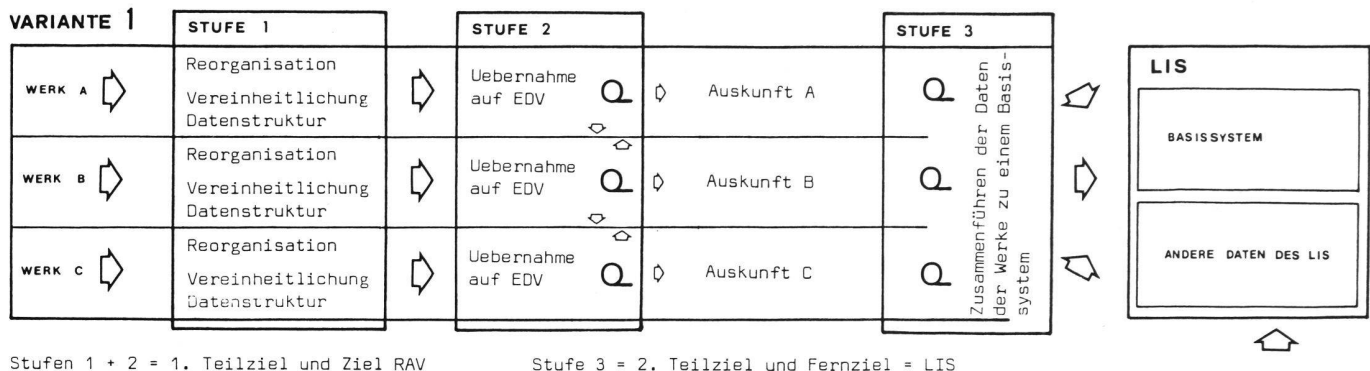 VARIANTE 1
STUFE 1
STUFE 2
STUFE 3
WERK A
Reorganisation
Vereinheitlichung
Datenstruktur
Uebernahme
auf EDV
Auskunft A
WERK B
Reorganisation
Vereinheitlichung
Datenstruktur
Uebernahme
auf EDV
Auskunft B
WERK C
Reorganisation
Vereinheitlichung
Datenstruktur
Uebernahme
auf EDV
Auskunft C
Zusammenführen der Daten
der Werke zu einem Basis-
system
LIS
BASISSYSTEM
ANDERE DATEN DES LIS
Stufen 1 + 2 = 1. Teilziel und Ziel RAV
Stufe 3 = 2. Teilziel und Fernziel = LIS